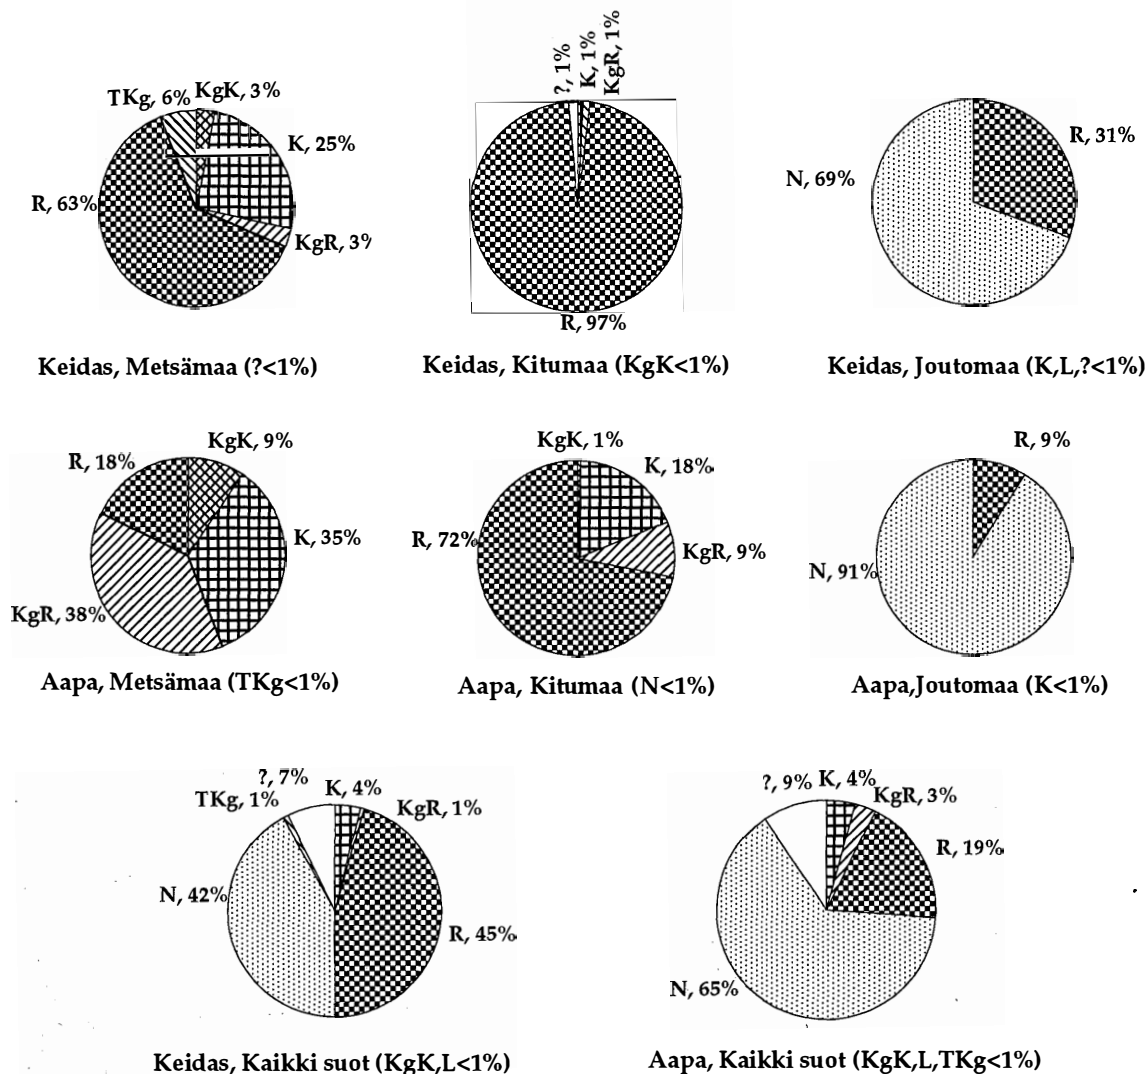 TKg, 6%
KgK, 3%
K, 25%
R, 63%
KgR, 3%
Keidas, Metsämaa (?<1%)
?, 1%
K, 1%
KgR, 1%
R, 97%
Keidas, Kitumaa (KgK<1%)
R, 31%
N, 69%
Keidas, Joutomaa (K,L,?<1%)
KgK, 9%
R, 18%
K, 35%
KgR, 38%
Aapa, Metsämaa (TKg<1%)
KgK, 1%
K, 18%
R, 72%
KgR, 9%
Aapa, Kitumaa (N<1%)
R, 9%
N, 91%
Aapa,Joutomaa (K<1%)
?, 7%
K, 4%
TKg, 1%
KgR, 1%
N, 42%
R, 45%
Keidas, Kaikki suot (KgK,L<1%)
?, 9%
K, 4%
KgR, 3%
R, 19%
N, 65%
Aapa, Kaikki suot (KgK,L,TKg<1%)